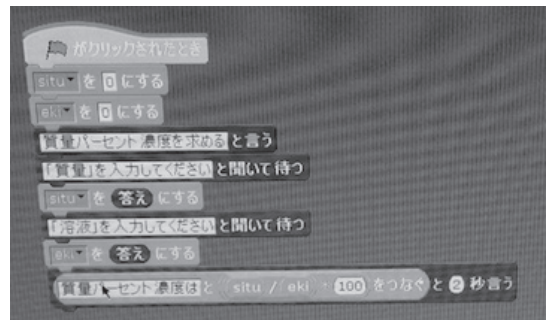 がクリックされたとき
situ を 0 にする
eki を 0 にする
質量パーセント濃度を求める と言う
「質量」を入力してください と聞いて待つ
situ を 答え にする
「溶液」を入力してください と聞いて待つ
eki を 答え にする
質量パーセント濃度は と situ / eki * 100 をつなぐ と 2 秒言う